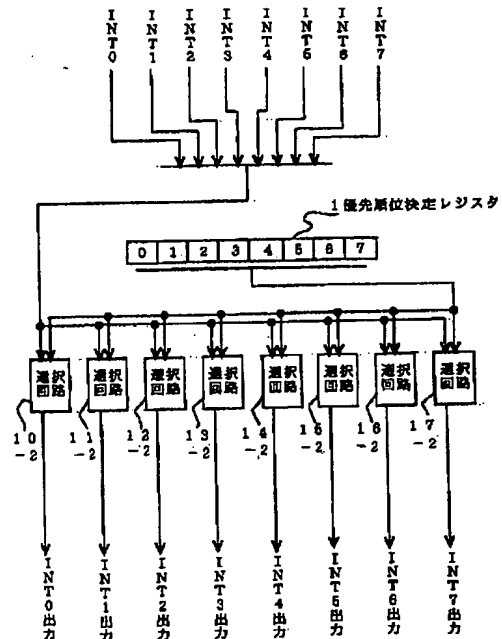 INT0
INT1
INT2
INT3
INT4
INT5
INT6
INT7
1優先順位決定レジスタ
0 1 2 3 4 5 6 7
選択回路
選択回路
選択回路
選択回路
選択回路
選択回路
選択回路
選択回路
10-2
11-2
12-2
13-2
14-2
15-2
16-2
17-2
INT0出力
INT1出力
INT2出力
INT3出力
INT4出力
INT5出力
INT6出力
INT7出力